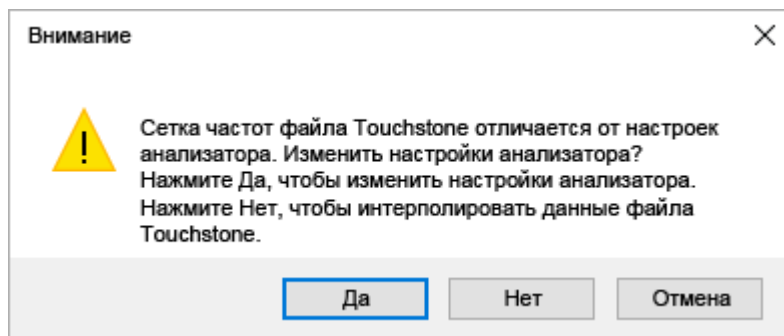 Внимание
Сетка частот файла Touchstone отличается от настроек
анализатора. Изменить настройки анализатора?
Нажмите Да, чтобы изменить настройки анализатора.
Нажмите Нет, чтобы интерполировать данные файла
Touchstone.
Да Нет Отмена